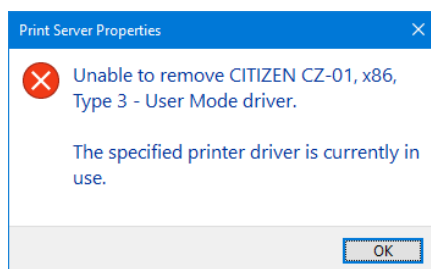 Print Server Properties
Unable to remove CITIZEN CZ-01, x86,
Type 3 - User Mode driver.
The specified printer driver is currently in
use.
OK